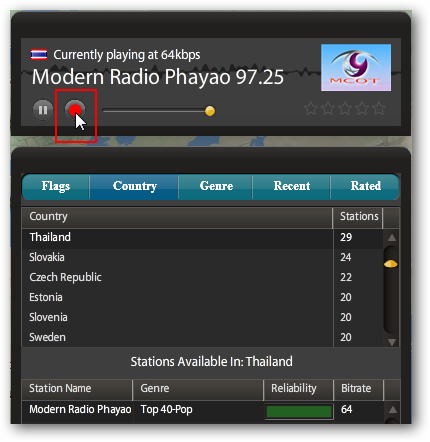 Currently playing at 64kbps
Modern Radio Phayao 97.25
MCOT
Flags Country Genre Recent Rated
Country Stations
Thailand 29
Slovakia 24
Czech Republic 22
Estonia 20
Slovenia 20
Sweden 20
Stations Available In: Thailand
Station Name Genre Reliability Bitrate
Modern Radio Phayao Top 40-Pop 64